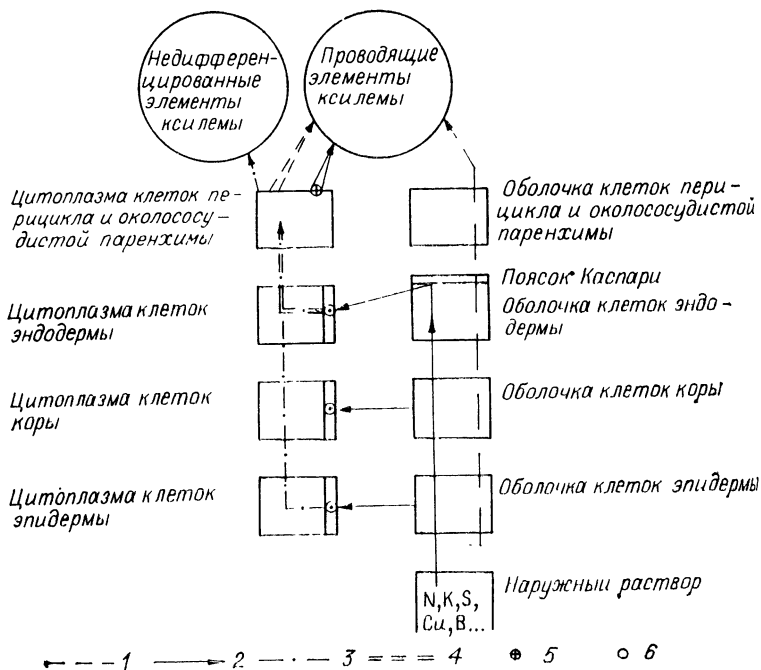 Недифферен-
цированные
элементы
ксилемы
Проводящие
элементы
ксилемы
Цитоплазма клеток пе-
рицикла и околососу-
дистой паренхимы
Оболочка клеток пери-
цикла и околососудистой
паренхимы
Поясок Каспари
Цитоплазма клеток
эндодермы
Оболочка клеток эндо-
дермы
Цитоплазма клеток
коры
Оболочка клеток коры
Цитоплазма клеток
эпидермы
Оболочка клеток эпидермы
Наружный раствор
N, K, S,
Cu, B...
1 2 3 4 5 6